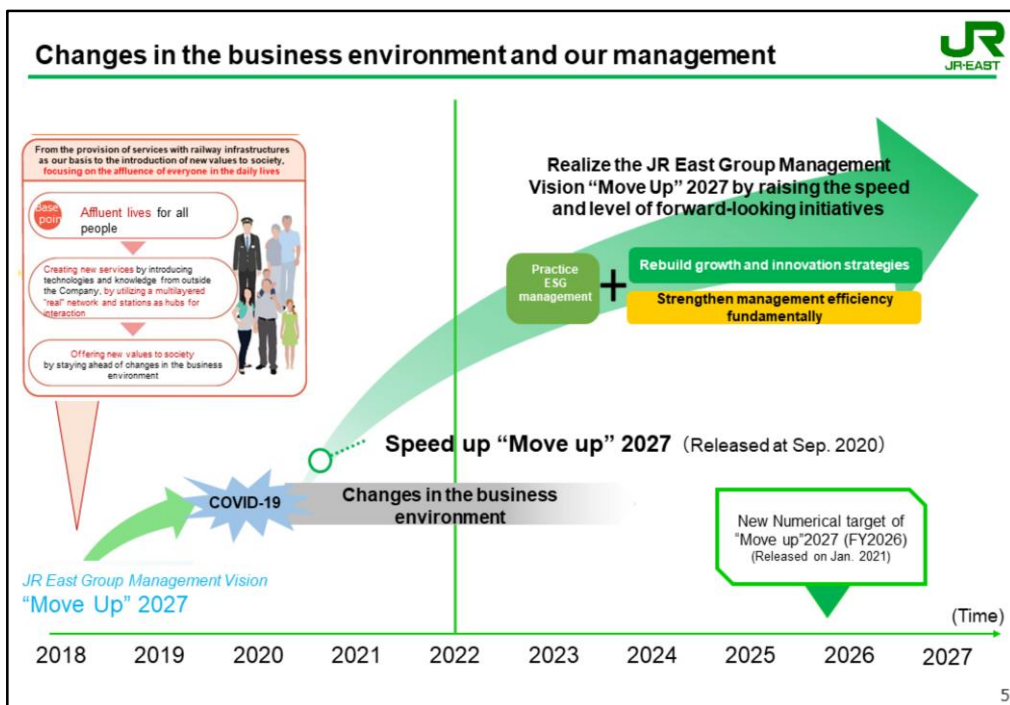 Changes in the business environment and our management
JR
JR-EAST
From the provision of services with railway infrastructures
as our basis to the introduction of new values to society,
focusing on the affluence of everyone in the daily lives
Base
poin
Affluent lives for all
people
Creating new services by introducing
technologies and knowledge from outside
the Company, by utilizing a multilayered
"real" network and stations as hubs for
interaction
Offering new values to society
by staying ahead of changes in the business
environment
Realize the JR East Group Management
Vision “Move Up” 2027 by raising the speed
and level of forward-looking initiatives
Practice
ESG
management
+
Rebuild growth and innovation strategies
Strengthen management efficiency
fundamentally
Speed up “Move up” 2027（Released at Sep. 2020）
COVID-19
Changes in the business
environment
New Numerical target of
“Move up”2027 (FY2026)
(Released on Jan. 2021)
JR East Group Management Vision
“Move Up” 2027
(Time)
2018 2019 2020 2021 2022 2023 2024 2025 2026 2027
5